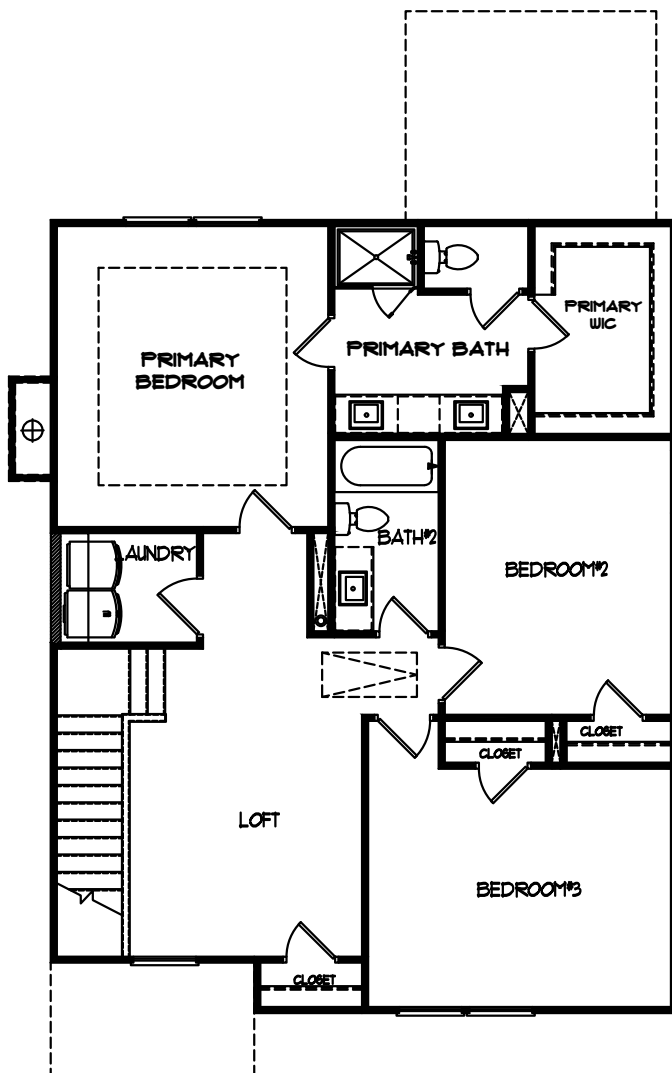 PRIMARY
WIC
PRIMARY BATH
PRIMARY
BEDROOM
BATH#2
LAUNDRY
BEDROOM#2
CLOSET
CLOSET
LOFT
BEDROOM#3
CLOSET